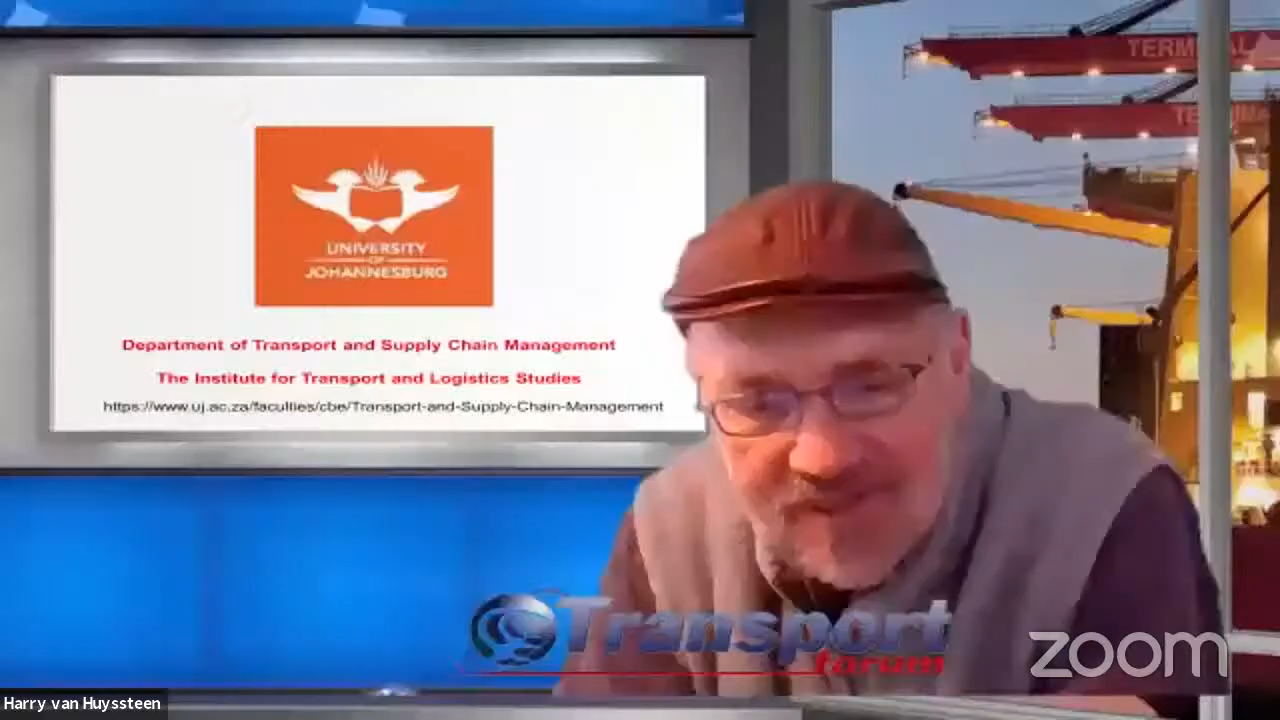 TERMINAL
UNIVERSITY
OF
JOHANNESBURG
Department of Transport and Supply Chain Management
The Institute for Transport and Logistics Studies
https://www.uj.ac.za/faculties/cbe/Transport-and-Supply-Chain-Management
Transport
forum
zoom
Harry van Huyssteen